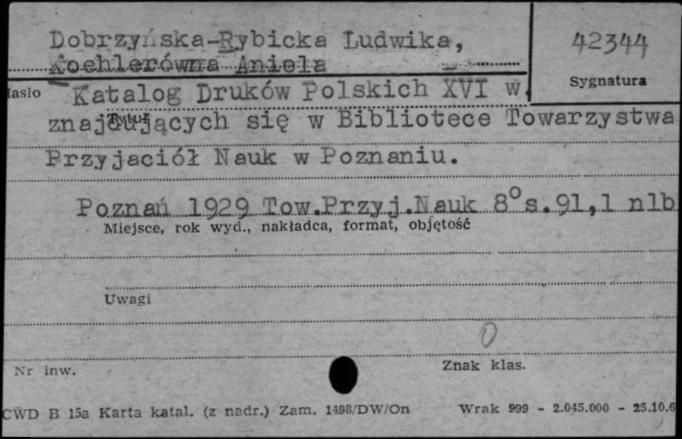 Dobrzyńska-Rybicka Ludwika,
Koehlerówna Aniela
42344
Sygnatura
Hasło
Katalog Druków Polskich XVI w.
Tytuł
znajdujących się w Bibliotece Towarzystwa
Przyjaciół Nauk w Poznaniu.
Poznań 1929 Tow.Przyj.Nauk 8° s.91,1 nlb
Miejsce, rok wyd., nakładca, format, objętość
Uwagi
0
Nr inw.
Znak klas.
CWD B 15a Karta katal. (z nadr.) Zam. 1498/DW/On
Wrak 999 - 2.045.000 - 25.10.6